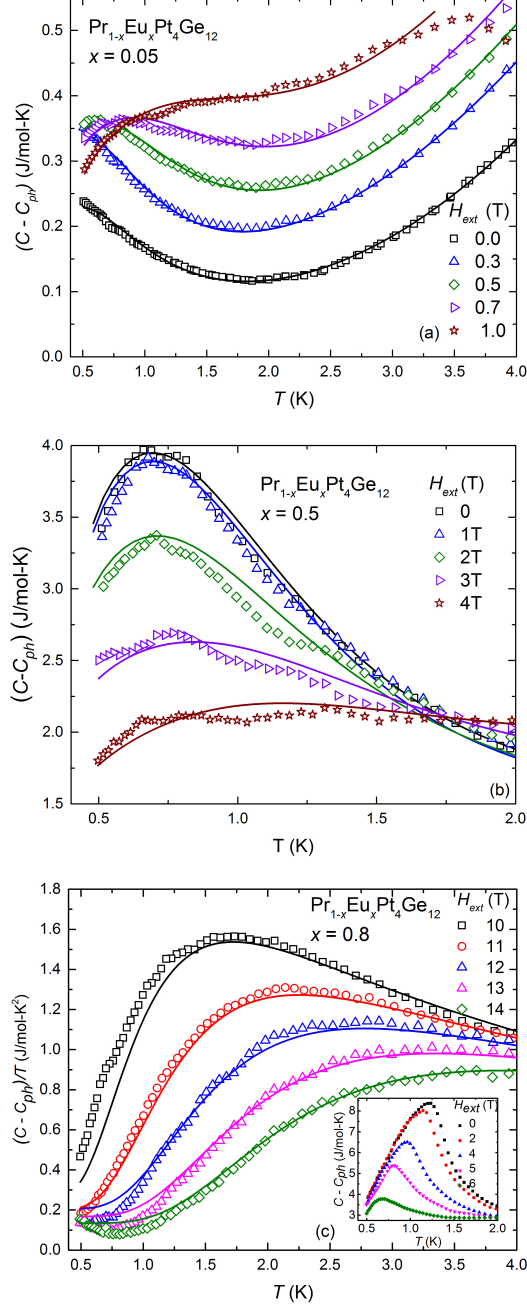 Pr1-xEuxPt4Ge12
x = 0.05
0.5
0.4
0.3
0.2
0.1
0.0
(C - Cph) (J/mol-K)
Hext (T)
0.0
0.3
0.5
0.7
1.0
(a)
0.5 1.0 1.5 2.0 2.5 3.0 3.5 4.0
T (K)
4.0
3.5
3.0
2.5
2.0
1.5
(C-Cph) (J/mol-K)
Pr1-xEuxPt4Ge12
x = 0.5
Hext (T)
0
1T
2T
3T
4T
(b)
0.5 1.0 1.5 2.0
T (K)
1.8
1.6
1.4
1.2
1.0
0.8
0.6
0.4
0.2
0.0
(C - Cph)/T (J/mol-K2)
Pr1-xEuxPt4Ge12
x = 0.8
Hext (T)
10
11
12
13
14
(c)
8
7
6
5
4
3
C - Cph (J/mol-K)
Hext (T)
0
2
4
5
6
0.5 1.0 1.5 2.0
T (K)
0.5 1.0 1.5 2.0 2.5 3.0 3.5 4.0
T (K)